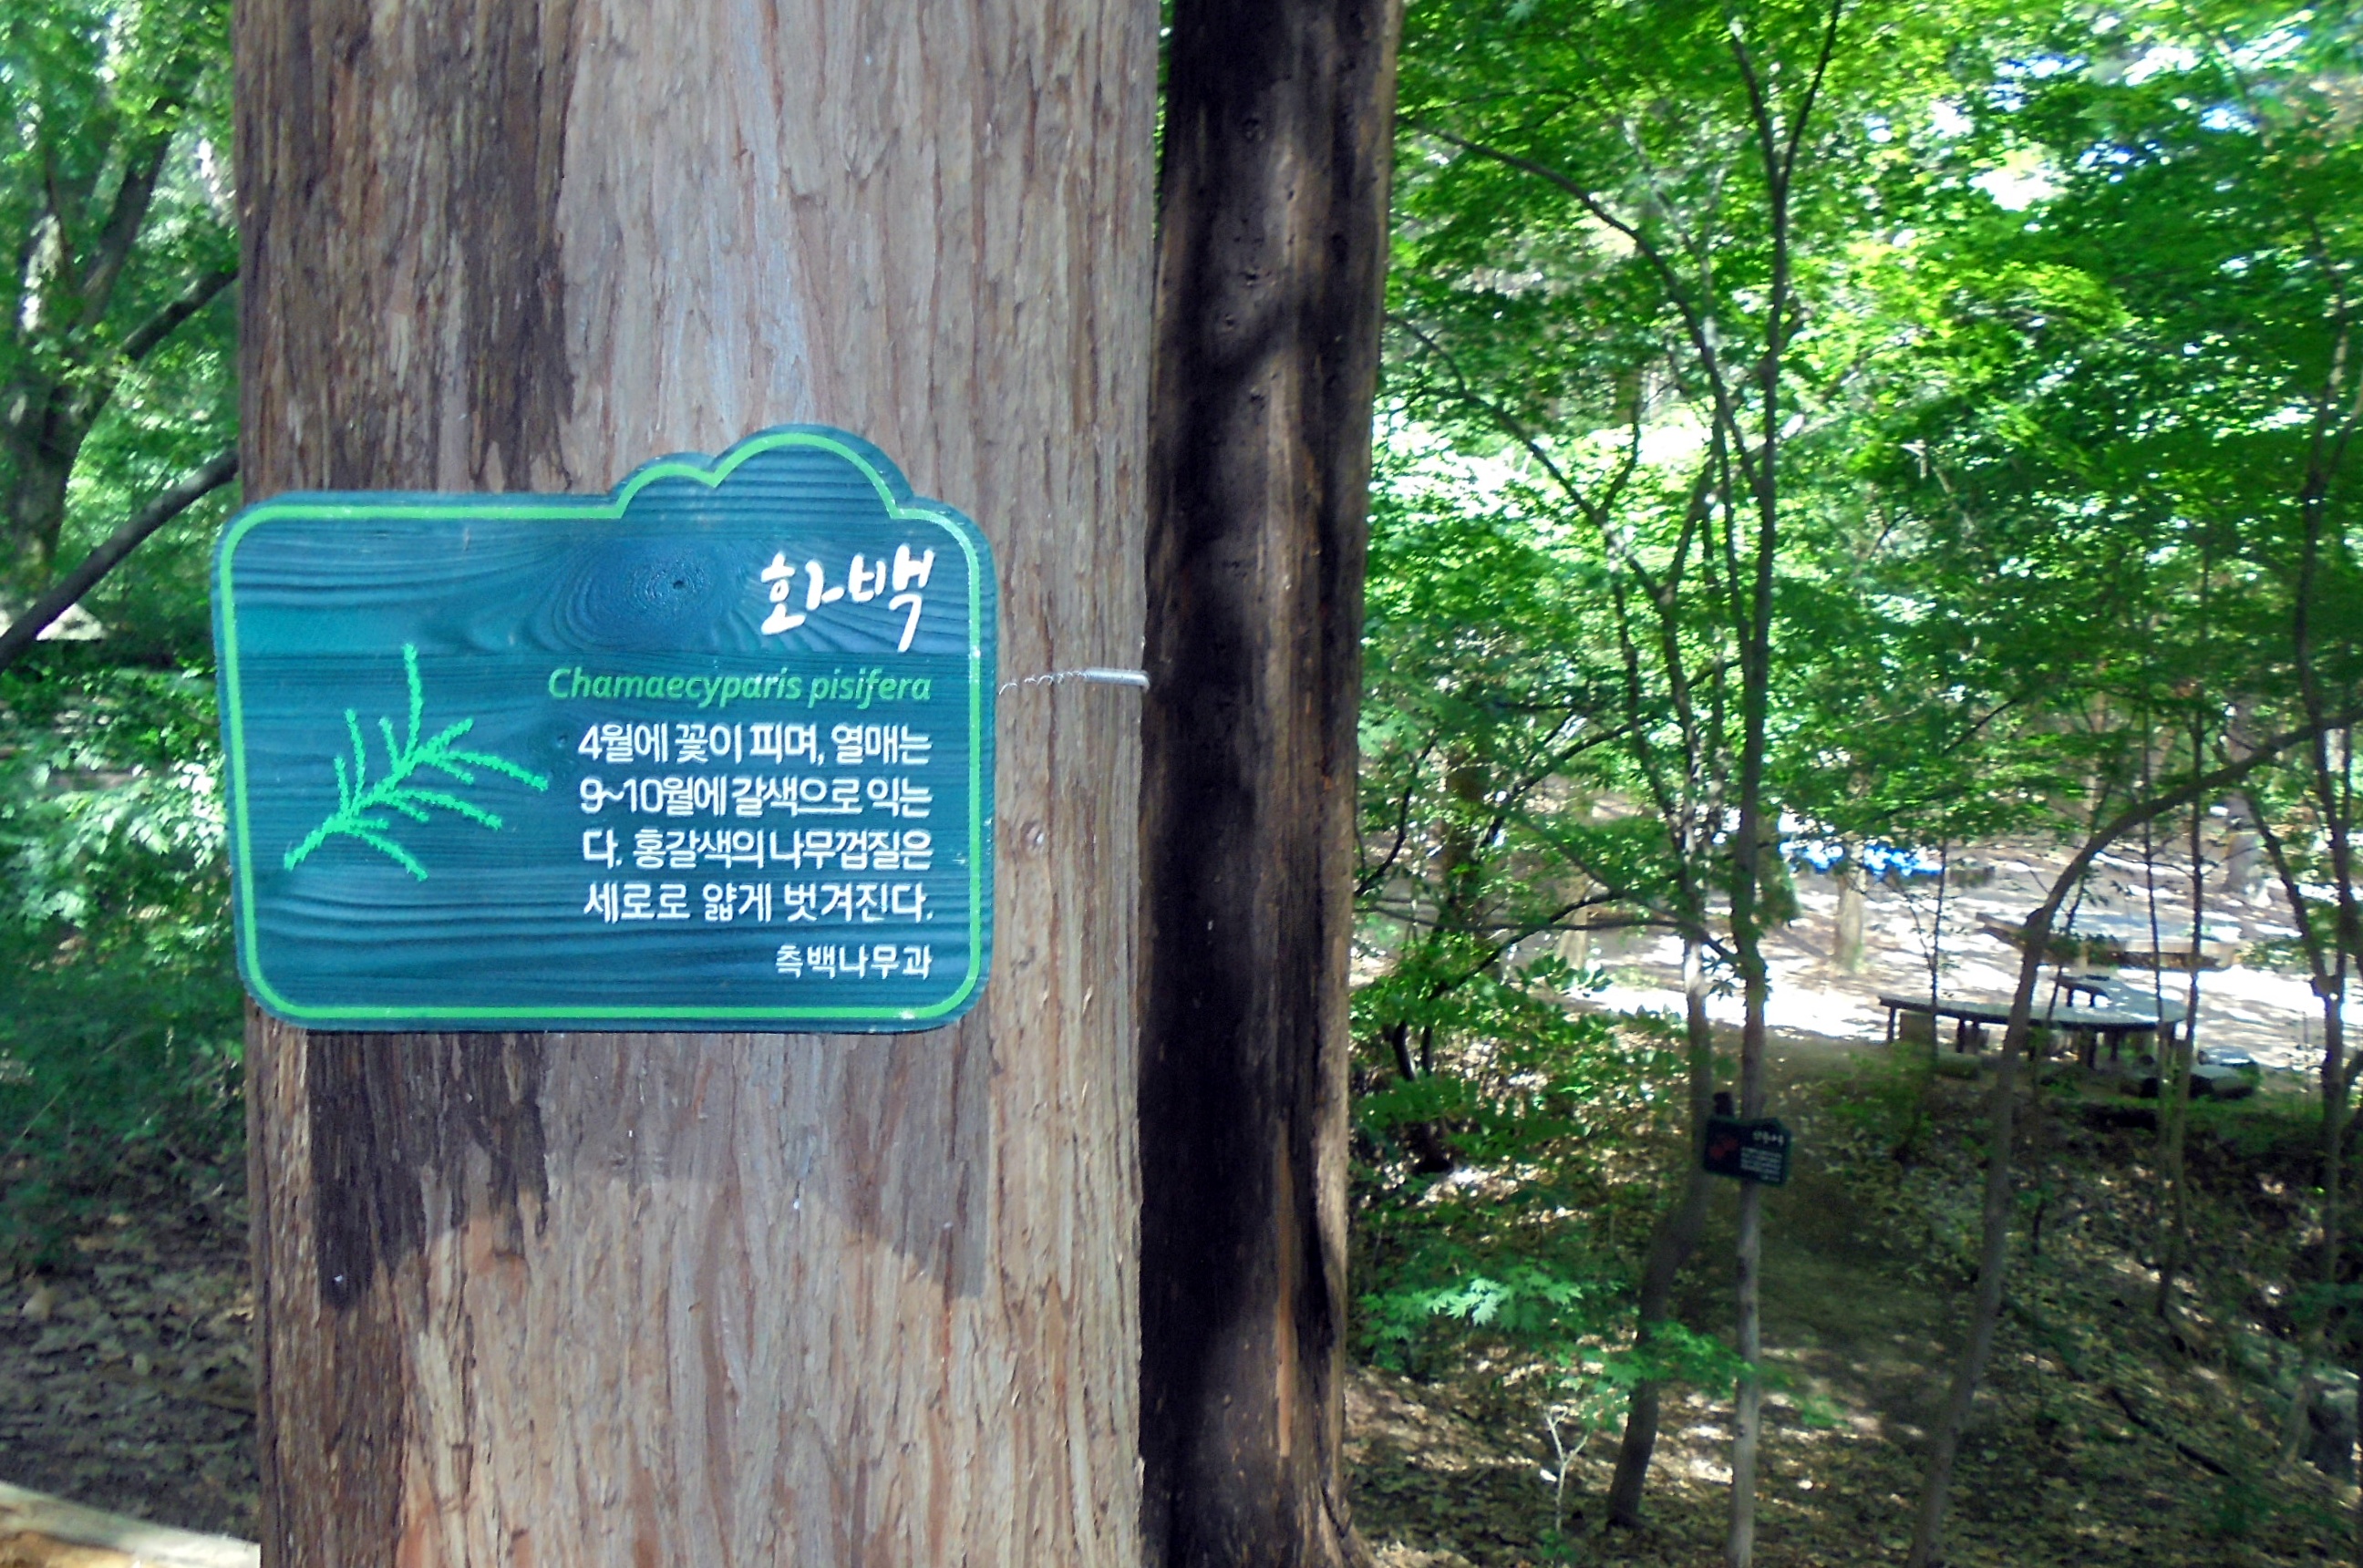 화백
Chamaecyparis pisifera
4월에 꽃이 피며, 열매는
9~10월에 갈색으로 익는
다. 홍갈색의 나무껍질은
세로로 얇게 벗겨진다.
측백나무과